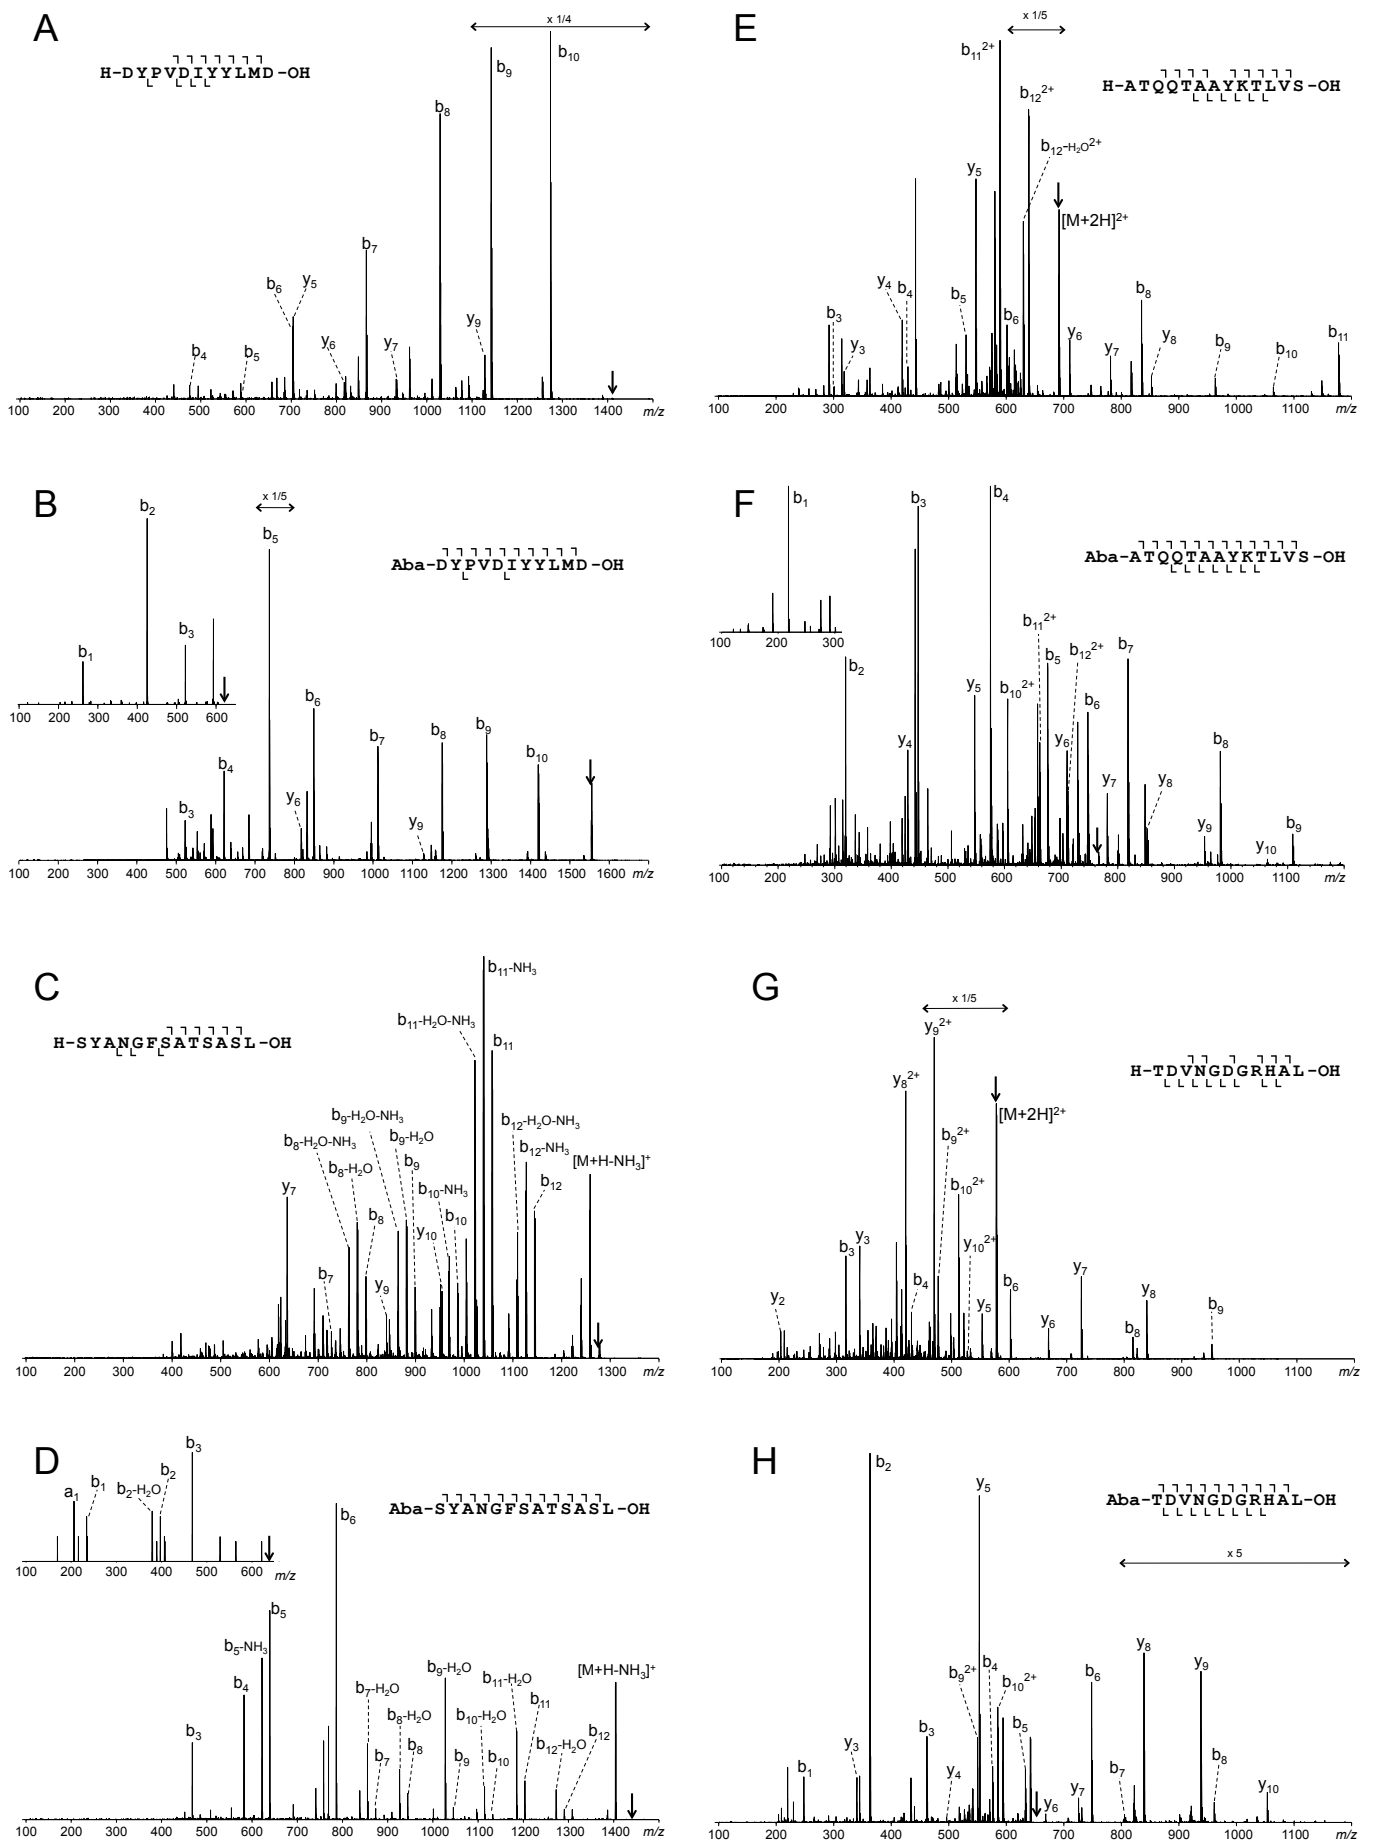 A
x 1/4
H-DYPVDIYYLMD-OH
b4
b5
b6
y5
y6
b7
y7
b8
y9
b9
b10
100 200 300 400 500 600 700 800 900 1000 1100 1200 1300 1400 m/z
B
x 1/5
Aba-DYPVDIYYLMD-OH
b1
b2
b3
100 200 300 400 500 600
b3
b4
b5
y6
b6
b7
y9
b8
b9
b10
100 200 300 400 500 600 700 800 900 1000 1100 1200 1300 1400 1500 1600 m/z
C
H-SYANGFSATSASL-OH
b11-NH3
b11-H2O-NH3
b11
b9-H2O-NH3
b12-H2O-NH3
b8-H2O-NH3
b9-H2O
b12-NH3
b8-H2O
b9
[M+H-NH3]+
y7
b10-NH3
b12
b8
y10
b10
b7
y9
100 200 300 400 500 600 700 800 900 1000 1100 1200 1300 m/z
D
Aba-SYANGFSATSASL-OH
a1
b1
b2-H2O
b2
b3
100 200 300 400 500 600 m/z
b6
b5
b5-NH3
b4
b3
b7-H2O
b9-H2O
b11-H2O
[M+H-NH3]+
b8-H2O
b10-H2O
b11
b12-H2O
b12
b7
b8
b9
b10
100 200 300 400 500 600 700 800 900 1000 1100 1200 1300 1400 m/z
E
x 1/5
H-ATQQTAAYKTLVS-OH
b11 2+
b12 2+
b12-H2O2+
y5
[M+2H]2+
b3
y3
y4
b4
b5
b6
y6
y7
b8
y8
b9
b10
b11
100 200 300 400 500 600 700 800 900 1000 1100 m/z
F
Aba-ATQQTAAYKTLVS-OH
b1
100 200 300
b2
b3
b4
y4
y5
b10 2+
b11 2+
b5
b12 2+
y6
b6
b7
y7
y8
b8
y9
y10
b9
100 200 300 400 500 600 700 800 900 1000 1100 m/z
G
x 1/5
H-TDVNGDGRHAL-OH
y9 2+
y8 2+
[M+2H]2+
b9 2+
b10 2+
y10 2+
y2
b3
y3
b4
y5
b6
y6
y7
b8
y8
b9
100 200 300 400 500 600 700 800 900 1000 1100 m/z
H
Aba-TDVNGDGRHAL-OH
x 5
b2
y5
b1
y3
b3
y4
b9 2+
b4
b10 2+
b5
y6
y7
b6
b7
y8
y9
b8
y10
100 200 300 400 500 600 700 800 900 1000 1100 m/z